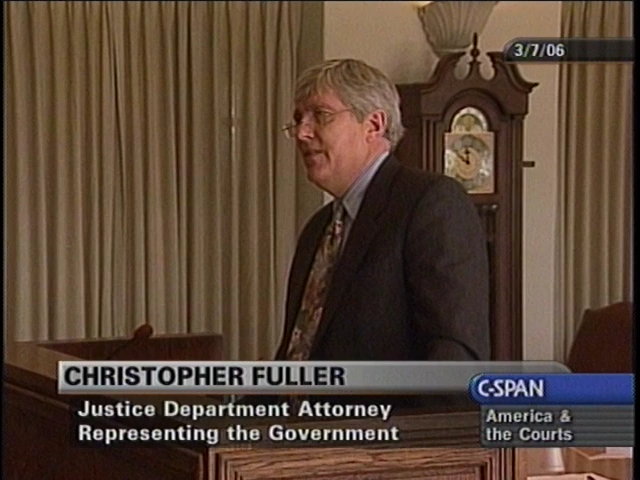 3/7/06
CHRISTOPHER FULLER
Justice Department Attorney
Representing the Government
C-SPAN
America &
the Courts